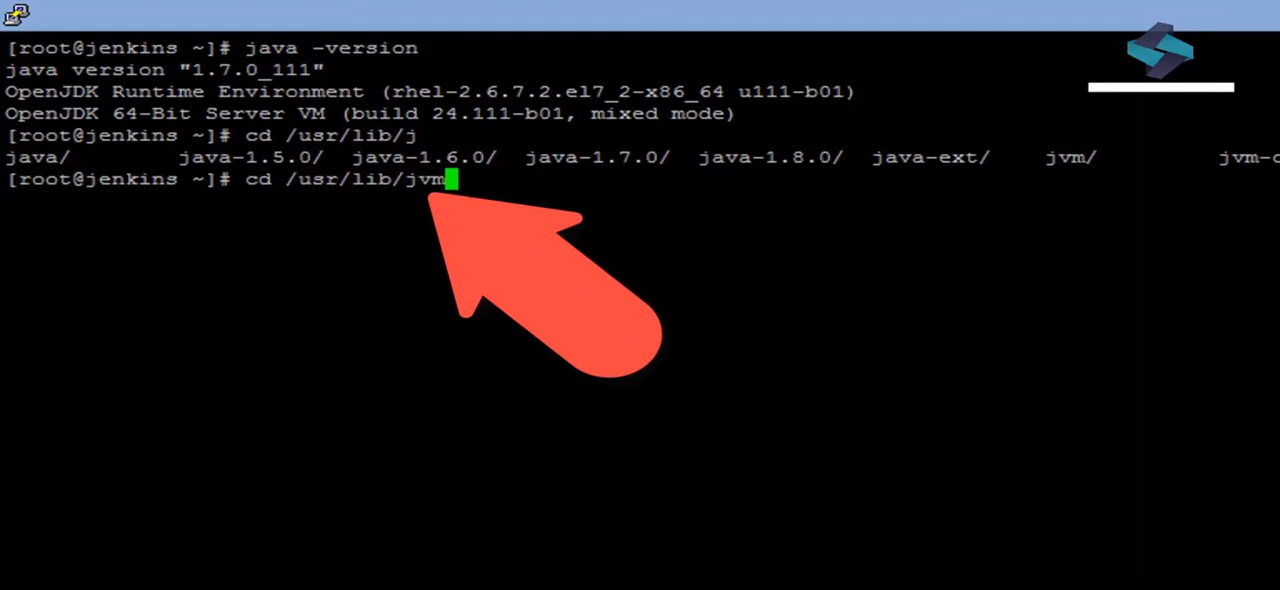 [root@jenkins ~]# java -version
java version "1.7.0_111"
OpenJDK Runtime Environment (rhel-2.6.7.2.el7_2-x86_64 u111-b01)
OpenJDK 64-Bit Server VM (build 24.111-b01, mixed mode)
[root@jenkins ~]# cd /usr/lib/j
java/ java-1.5.0/ java-1.6.0/ java-1.7.0/ java-1.8.0/ java-ext/ jvm/
[root@jenkins ~]# cd /usr/lib/jvm